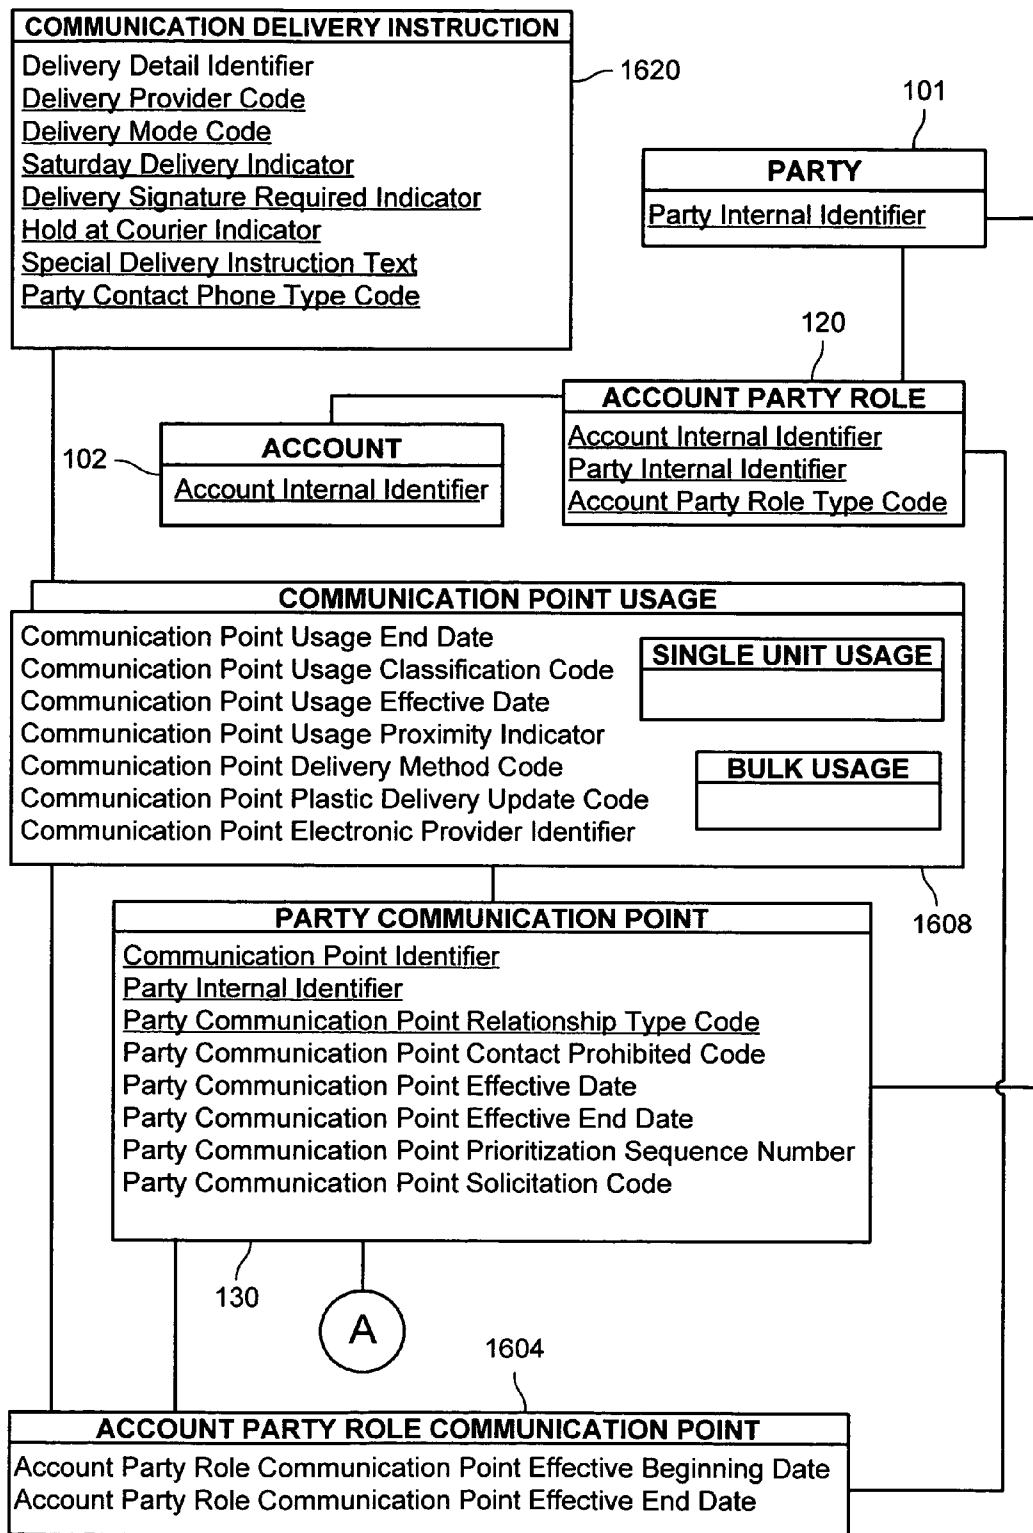 COMMUNICATION DELIVERY INSTRUCTION
Delivery Detail Identifier
Delivery Provider Code
Delivery Mode Code
Saturday Delivery Indicator
Delivery Signature Required Indicator
Hold at Courier Indicator
Special Delivery Instruction Text
Party Contact Phone Type Code
1620
101
PARTY
Party Internal Identifier
120
ACCOUNT PARTY ROLE
Account Internal Identifier
Party Internal Identifier
Account Party Role Type Code
102
ACCOUNT
Account Internal Identifier
COMMUNICATION POINT USAGE
Communication Point Usage End Date
Communication Point Usage Classification Code
Communication Point Usage Effective Date
Communication Point Usage Proximity Indicator
Communication Point Delivery Method Code
Communication Point Plastic Delivery Update Code
Communication Point Electronic Provider Identifier
SINGLE UNIT USAGE
BULK USAGE
1608
PARTY COMMUNICATION POINT
Communication Point Identifier
Party Internal Identifier
Party Communication Point Relationship Type Code
Party Communication Point Contact Prohibited Code
Party Communication Point Effective Date
Party Communication Point Effective End Date
Party Communication Point Prioritization Sequence Number
Party Communication Point Solicitation Code
130
A
1604
ACCOUNT PARTY ROLE COMMUNICATION POINT
Account Party Role Communication Point Effective Beginning Date
Account Party Role Communication Point Effective End Date